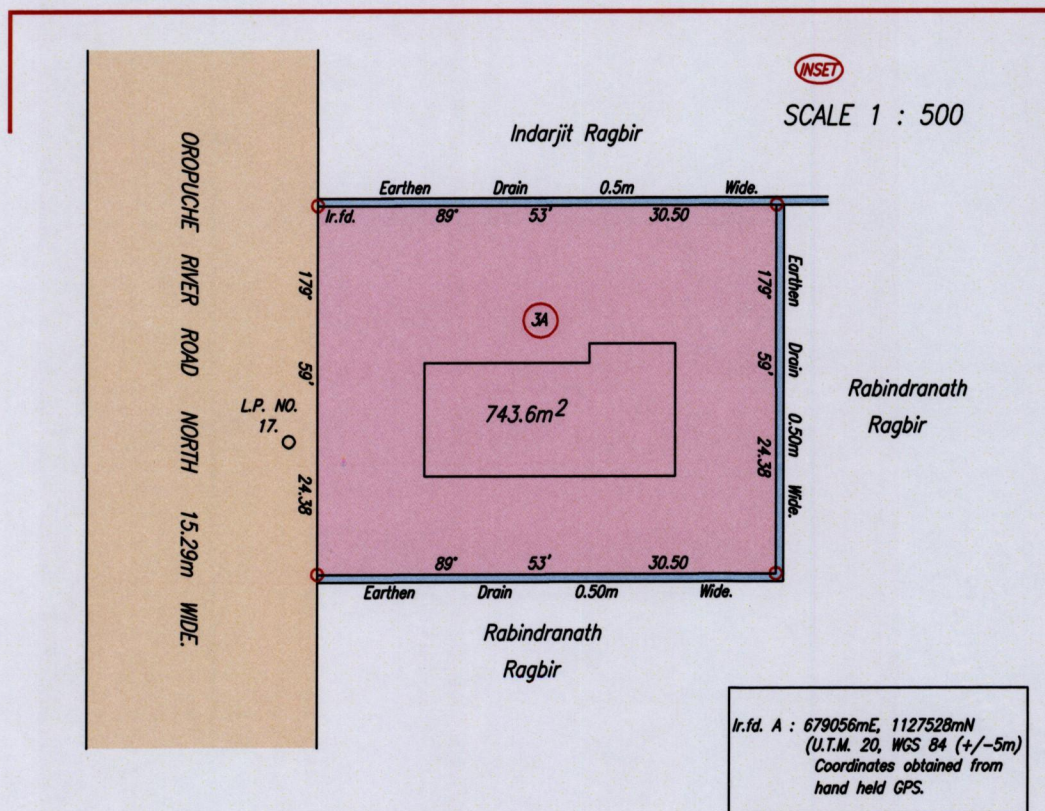 INSET
SCALE 1 : 500
Indarjit Ragbir
Earthen Drain 0.5m Wide.
Ir.fd. 89° 53' 30.50
OROPUCHE RIVER ROAD NORTH 15.29m WIDE.
179° 59' 24.38
L.P. NO.
17.
3A
743.6m²
179° 59' 24.38
Earthen Drain 0.50m Wide.
Rabindranath
Ragbir
89° 53' 30.50
Earthen Drain 0.50m Wide.
Rabindranath
Ragbir
Ir.fd. A : 679056mE, 1127528mN
(U.T.M. 20, WGS 84 (+/-5m)
Coordinates obtained from
hand held GPS.